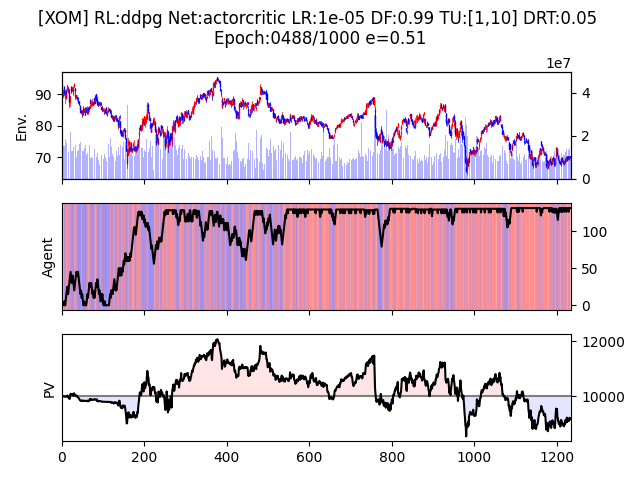 [XOM] RL:ddpg Net:actorcritic LR:1e-05 DF:0.99 TU:[1,10] DRT:0.05
Epoch:0488/1000 e=0.51
1e7
Env.
90
80
70
4
2
0
Agent
100
50
0
PV
12000
10000
0 200 400 600 800 1000 1200